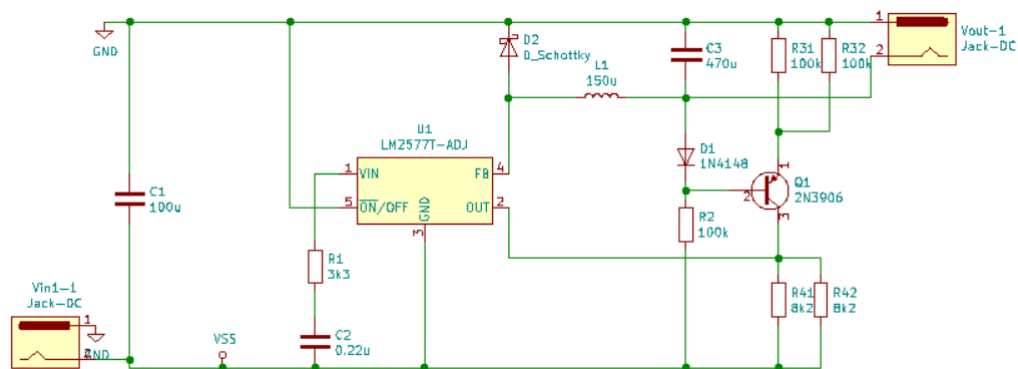 GND
D2
D_Schottky
C3
470u
R31
100k
R32
100k
1
2
Vout-1
Jack-DC
L1
150u
U1
LM2577T-ADJ
1
VIN
FB
4
5
ON/OFF
GND
OUT
2
3
D1
1N4148
1
2
3
Q1
2N3906
C1
100u
R2
100k
R1
3k3
R41
8k2
R42
8k2
Vin1-1
Jack-DC
1
2
GND
VSS
C2
0.22u